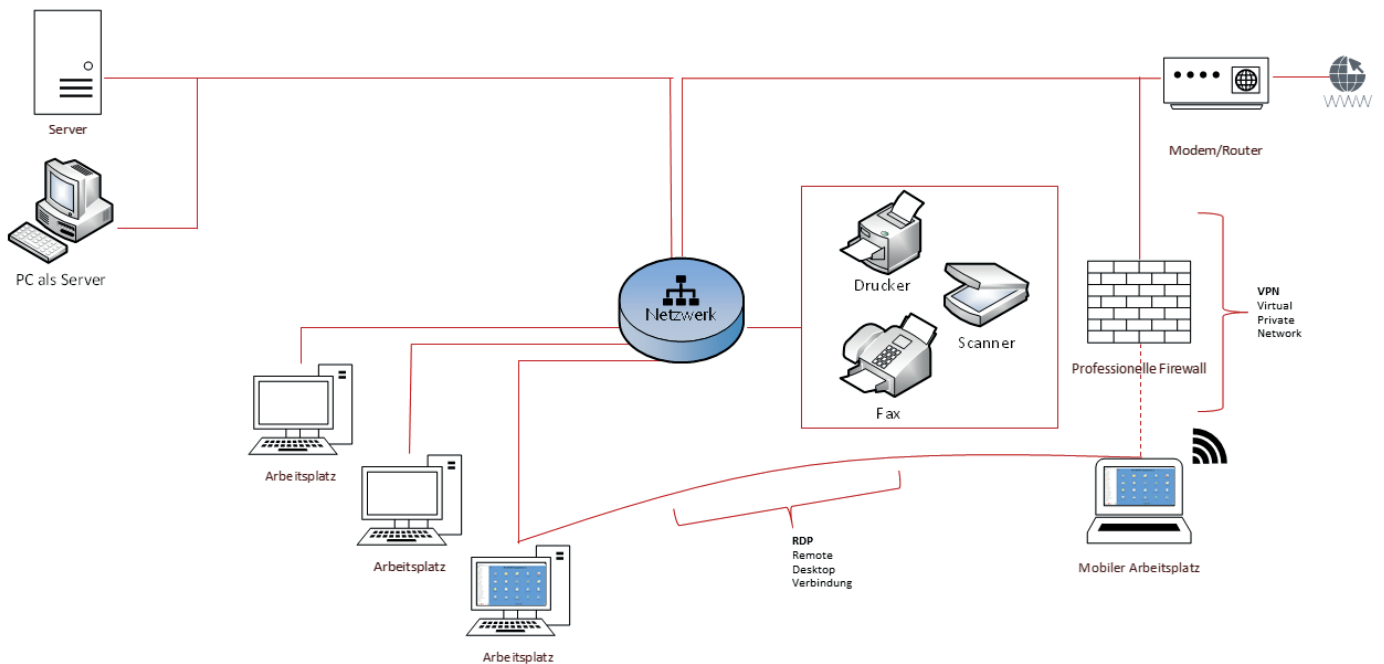 Server
WWW
Modem/Router
PC als Server
Drucker
Netzwerk
Scanner
VPN
Virtual
Private
Network
Professionelle Firewall
Fax
Arbeitsplatz
RDP
Remote
Desktop
Verbindung
Arbeitsplatz
Mobiler Arbeitsplatz
Arbeitsplatz